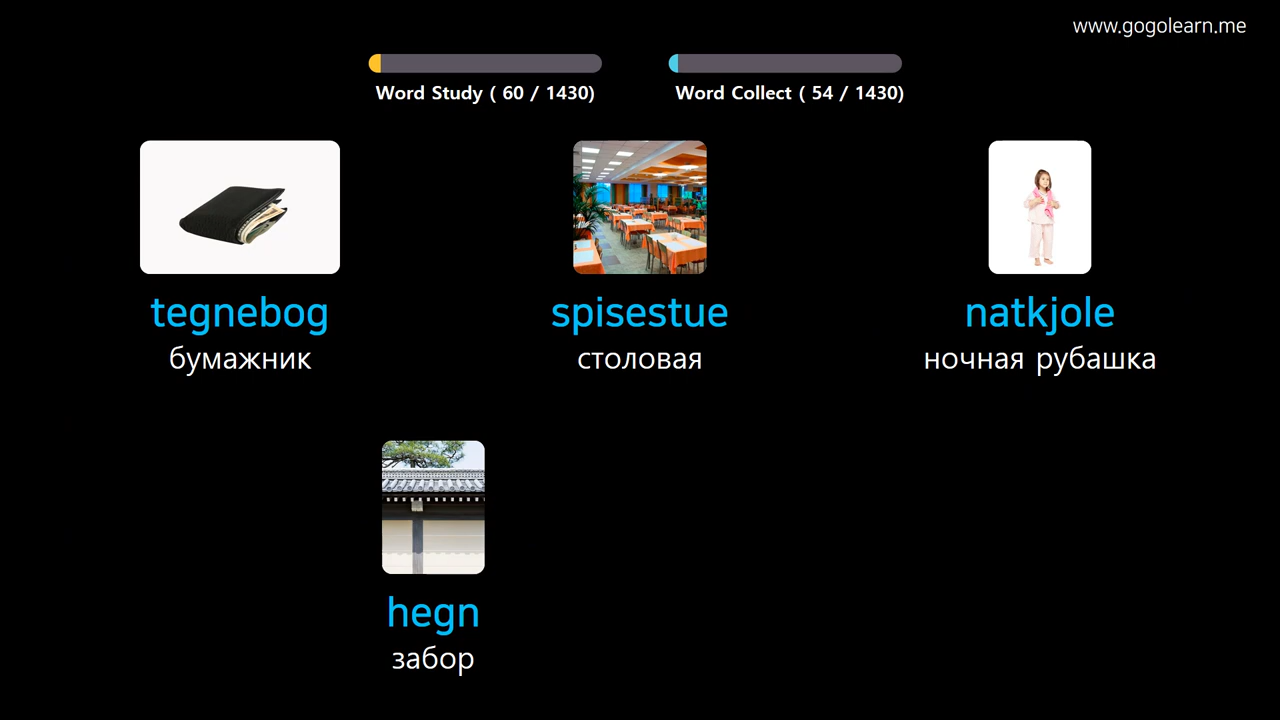 www.gogolearn.me
Word Study ( 60 / 1430)
Word Collect ( 54 / 1430)
tegnebog
бумажник
spisestue
столовая
natkjole
ночная рубашка
hegn
забор